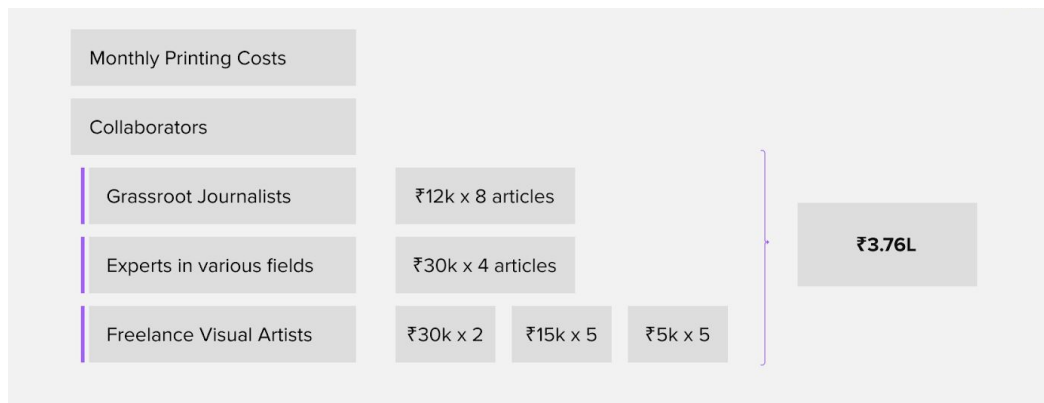 Monthly Printing Costs
Collaborators
Grassroot Journalists
₹12k x 8 articles
Experts in various fields
₹30k x 4 articles
₹3.76L
Freelance Visual Artists
₹30k x 2
₹15k x 5
₹5k x 5